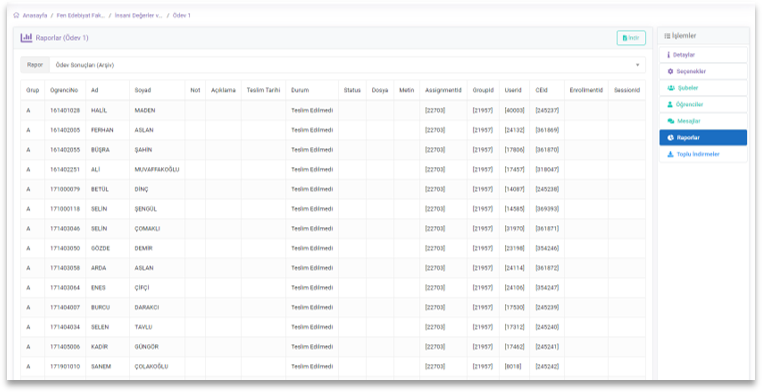 Anasayfa / Fen Edebiyat Fak... / İnsani Değerler v... / Ödev 1
Raporlar (Ödev 1)
İndir
Rapor Ödev Sonuçları (Arşiv)
Grup OgrenciNo Ad Soyad Not Açıklama Teslim Tarihi Durum Status Dosya Metin AssignmentId GroupId UserId CEId EnrollmentId SessionId
A 161401028 HALİL MADEN Teslim Edilmedi [22703] [21957] [40003] [245237]
A 161402005 FERHAN ASLAN Teslim Edilmedi [22703] [21957] [24132] [361869]
A 161402055 BÜŞRA ŞAHİN Teslim Edilmedi [22703] [21957] [17806] [361870]
A 161402251 ALİ MUVAFFAKOĞLU Teslim Edilmedi [22703] [21957] [17457] [318047]
A 171000079 BETÜL DİNÇ Teslim Edilmedi [22703] [21957] [14087] [245238]
A 171000118 SELİN ŞENGÜL Teslim Edilmedi [22703] [21957] [14585] [369393]
A 171403046 SELİN ÇOMAKLI Teslim Edilmedi [22703] [21957] [31970] [361871]
A 171403050 GÖZDE DEMİR Teslim Edilmedi [22703] [21957] [23198] [354246]
A 171403058 ARDA ASLAN Teslim Edilmedi [22703] [21957] [24114] [361872]
A 171403064 ENES ÇİFÇİ Teslim Edilmedi [22703] [21957] [24106] [354247]
A 171404007 BURCU DARAKCI Teslim Edilmedi [22703] [21957] [17530] [245239]
A 171404034 SELEN TAVLU Teslim Edilmedi [22703] [21957] [17312] [245240]
A 171405006 KADİR GÜNGÖR Teslim Edilmedi [22703] [21957] [17462] [245241]
A 171901010 SANEM ÇOLAKOĞLU Teslim Edilmedi [22703] [21957] [8018] [245242]
İşlemler
Detaylar
Seçenekler
Şubeler
Öğrenciler
Mesajlar
Raporlar
Toplu İndirmeler